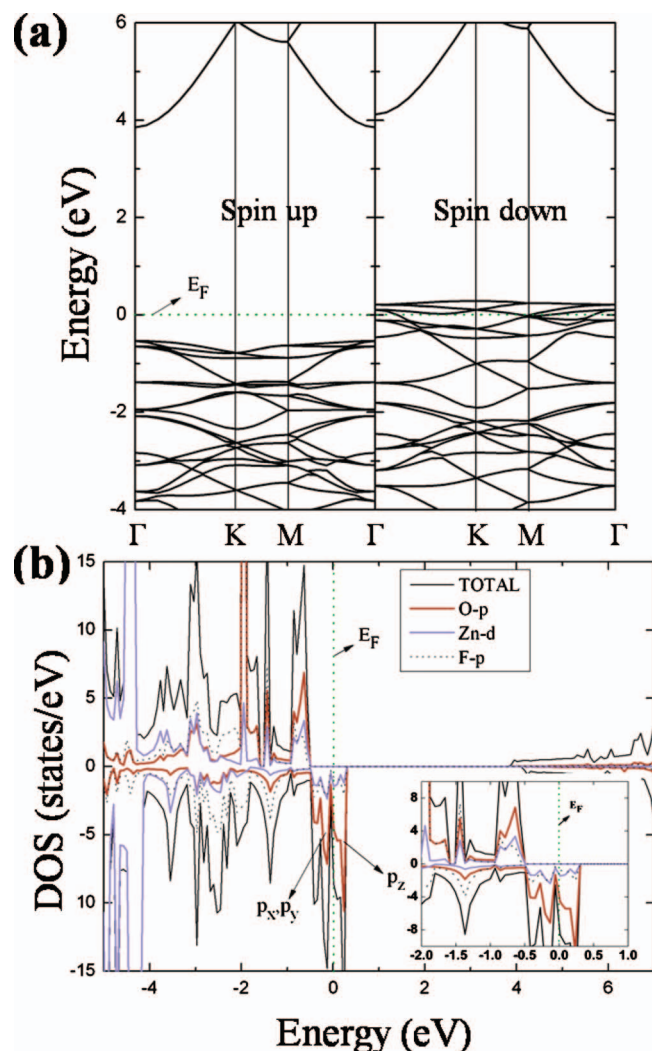 (a)
6
4
2
0
-2
-4
Energy (eV)
Spin up
Spin down
E_F
Γ K M Γ K M Γ
(b)
15
10
5
0
-5
-10
-15
DOS (states/eV)
TOTAL
O-p
Zn-d
F-p
E_F
p_x,p_y
p_z
8
4
0
-4
-8
E_F
-2.0 -1.5 -1.0 -0.5 0.0 0.5 1.0
-4 -2 0 2 4 6
Energy (eV)